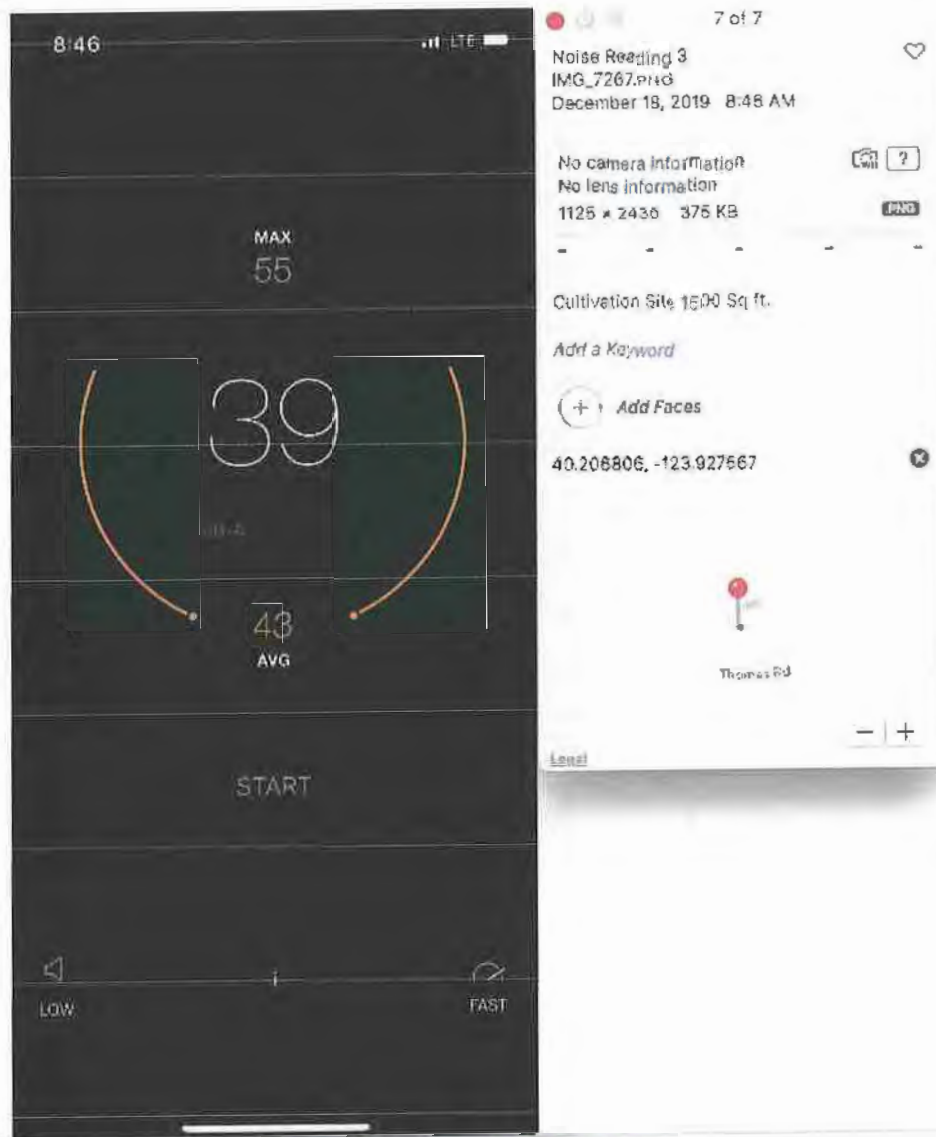 8:46
LTE
MAX
55
39
43
AVG
START
LOW
FAST
7 of 7
Noise Reading 3
IMG_7267.PNG
December 18, 2019 8:46 AM
No camera information
?
No lens information
1125 × 2436 375 KB
PNG
Cultivation Site 1500 Sq ft.
Add a Keyword
+ Add Faces
40.206806, -123.927667
Thomas Rd
− +
Legal